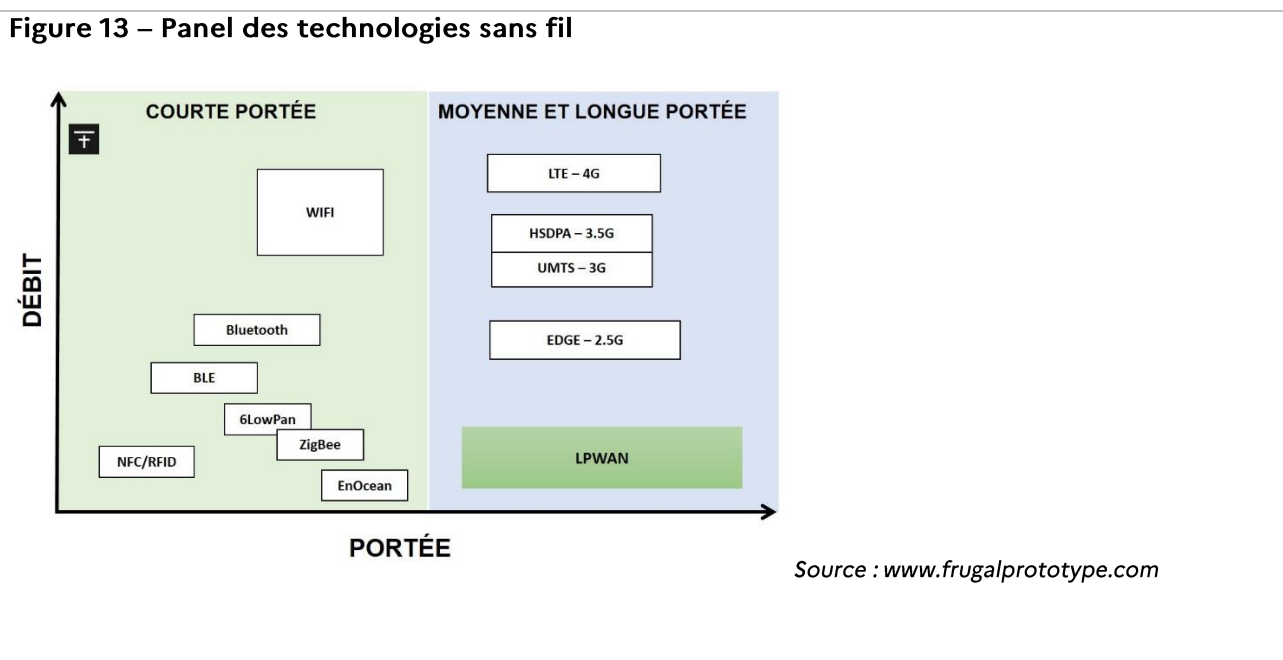 Figure 13 – Panel des technologies sans fil
COURTE PORTÉE
MOYENNE ET LONGUE PORTÉE
LTE – 4G
WIFI
HSDPA – 3.5G
UMTS – 3G
DÉBIT
Bluetooth
EDGE – 2.5G
BLE
6LowPan
ZigBee
NFC/RFID
LPWAN
EnOcean
PORTÉE
Source : www.frugalprototype.com